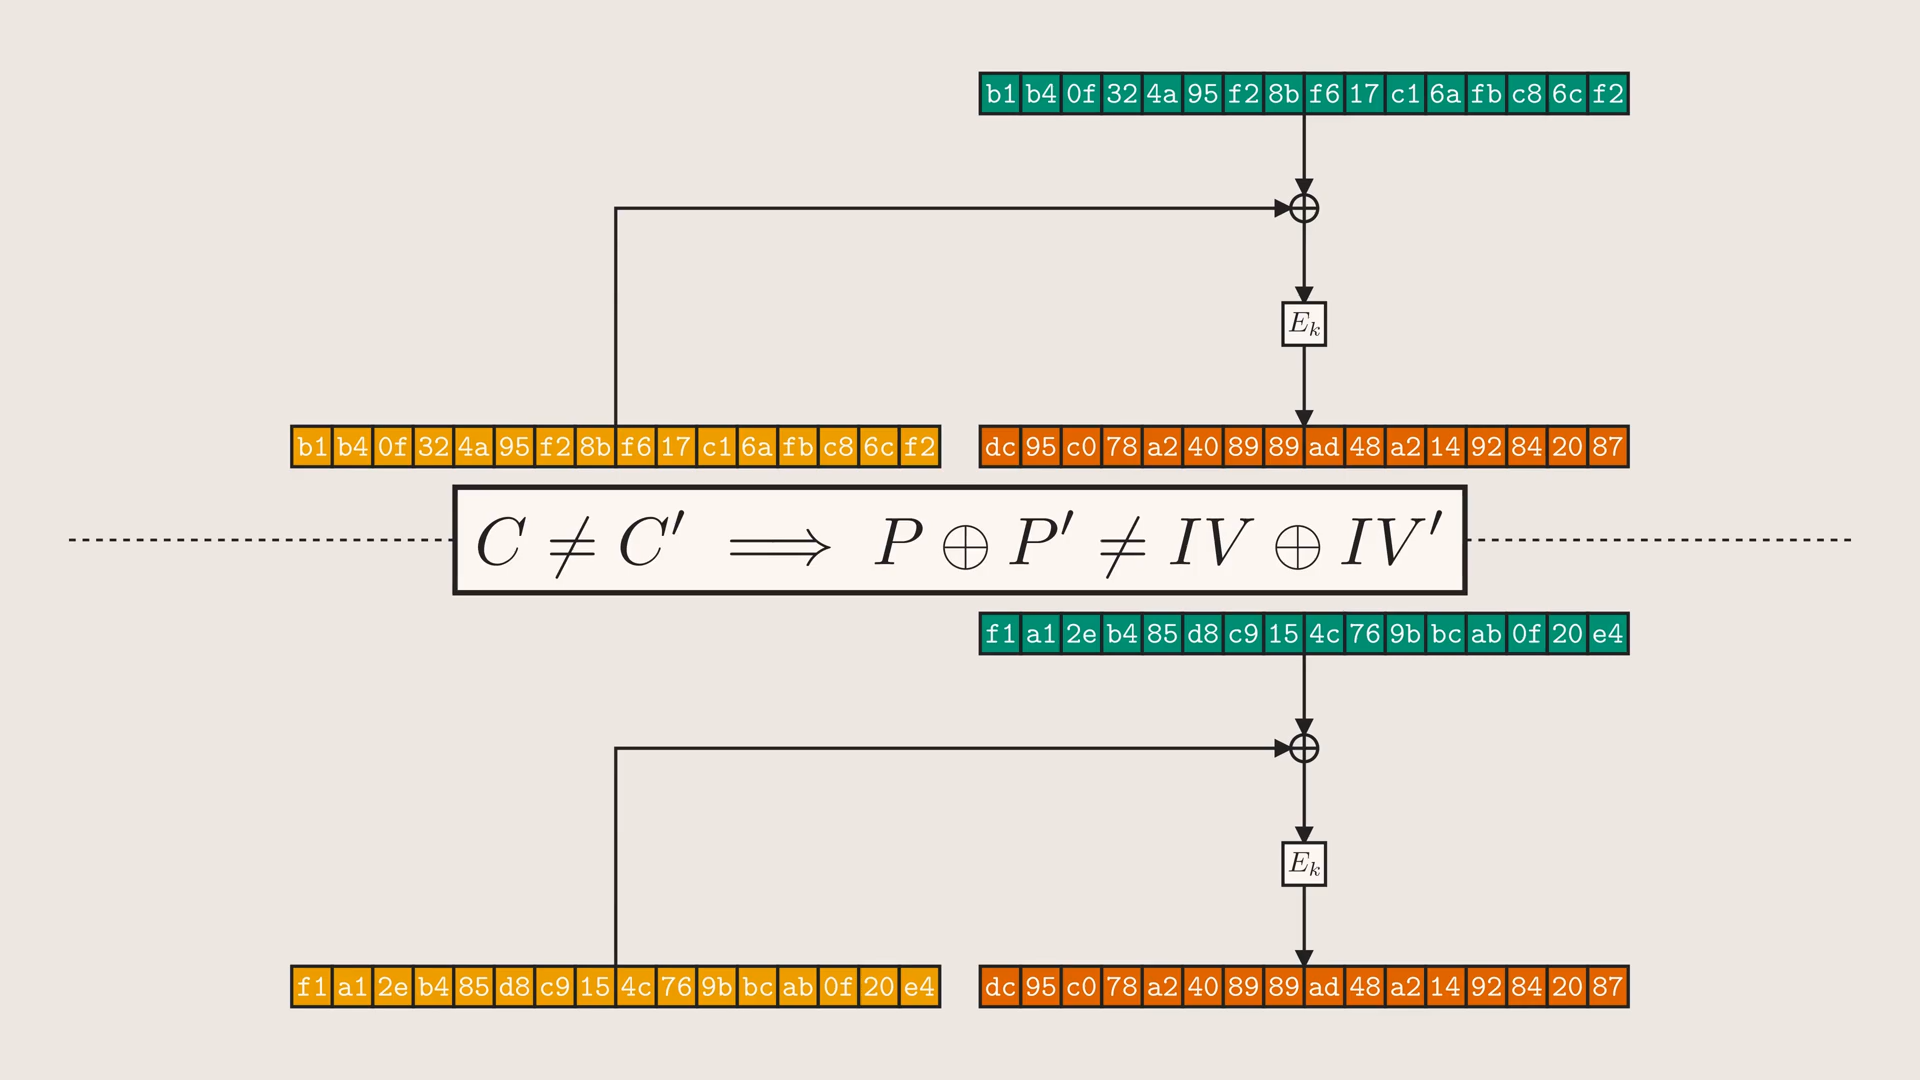 b1 b4 0f 32 4a 95 f2 8b f6 17 c1 6a fb c8 6c f2
E_k
b1 b4 0f 32 4a 95 f2 8b f6 17 c1 6a fb c8 6c f2 dc 95 c0 78 a2 40 89 89 ad 48 a2 14 92 84 20 87
C ≠ C′ ⟹ P ⊕ P′ ≠ IV ⊕ IV′
f1 a1 2e b4 85 d8 c9 15 4c 76 9b bc ab 0f 20 e4
E_k
f1 a1 2e b4 85 d8 c9 15 4c 76 9b bc ab 0f 20 e4 dc 95 c0 78 a2 40 89 89 ad 48 a2 14 92 84 20 87